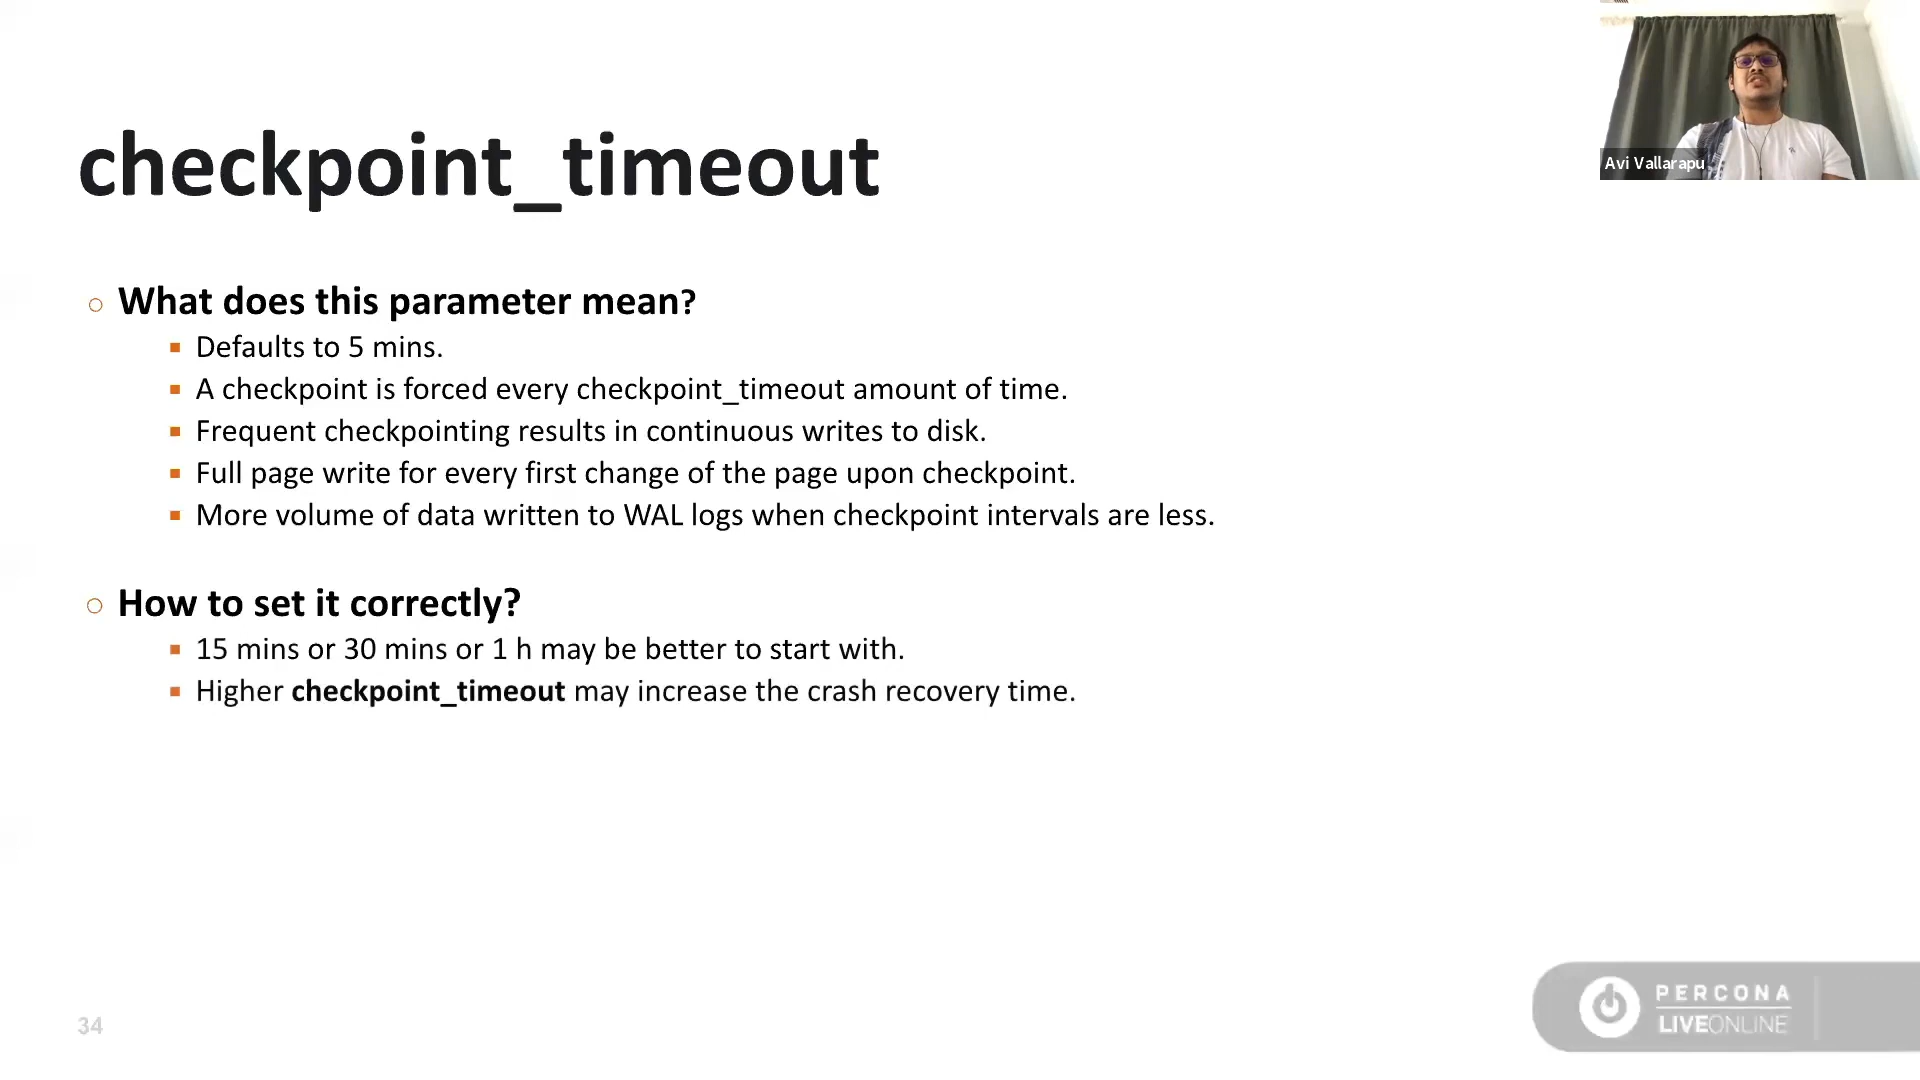 Avi Vallarapu
checkpoint_timeout
What does this parameter mean?
Defaults to 5 mins.
A checkpoint is forced every checkpoint_timeout amount of time.
Frequent checkpointing results in continuous writes to disk.
Full page write for every first change of the page upon checkpoint.
More volume of data written to WAL logs when checkpoint intervals are less.
How to set it correctly?
15 mins or 30 mins or 1 h may be better to start with.
Higher checkpoint_timeout may increase the crash recovery time.
34
PERCONA
LIVEONLINE